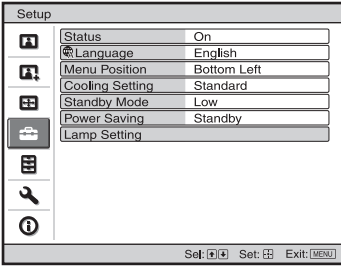 Setup
Status On
Language English
Menu Position Bottom Left
Cooling Setting Standard
Standby Mode Low
Power Saving Standby
Lamp Setting
Sel: Set: Exit: MENU